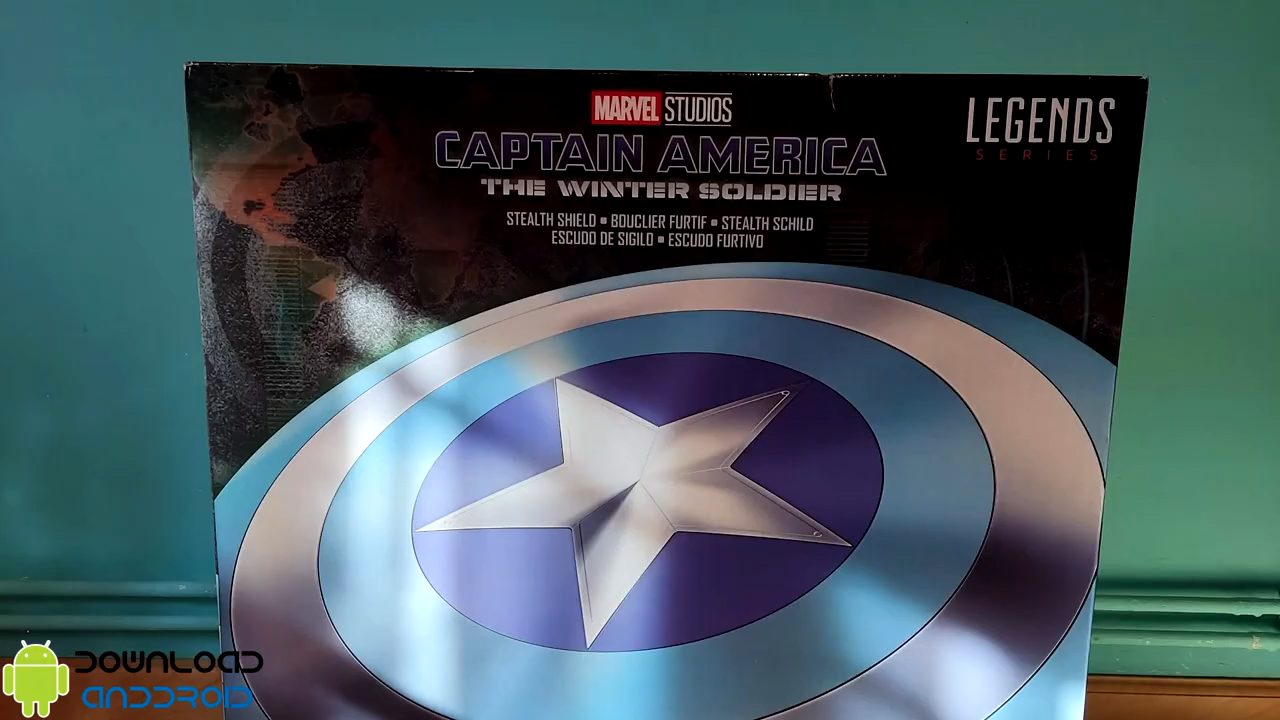 MARVEL STUDIOS
LEGENDS
SERIES
CAPTAIN AMERICA
THE WINTER SOLDIER
STEALTH SHIELD ▪ BOUCLIER FURTIF ▪ STEALTH SCHILD
ESCUDO DE SIGILO ▪ ESCUDO FURTIVO
DOWNLOAD
ANDDROID